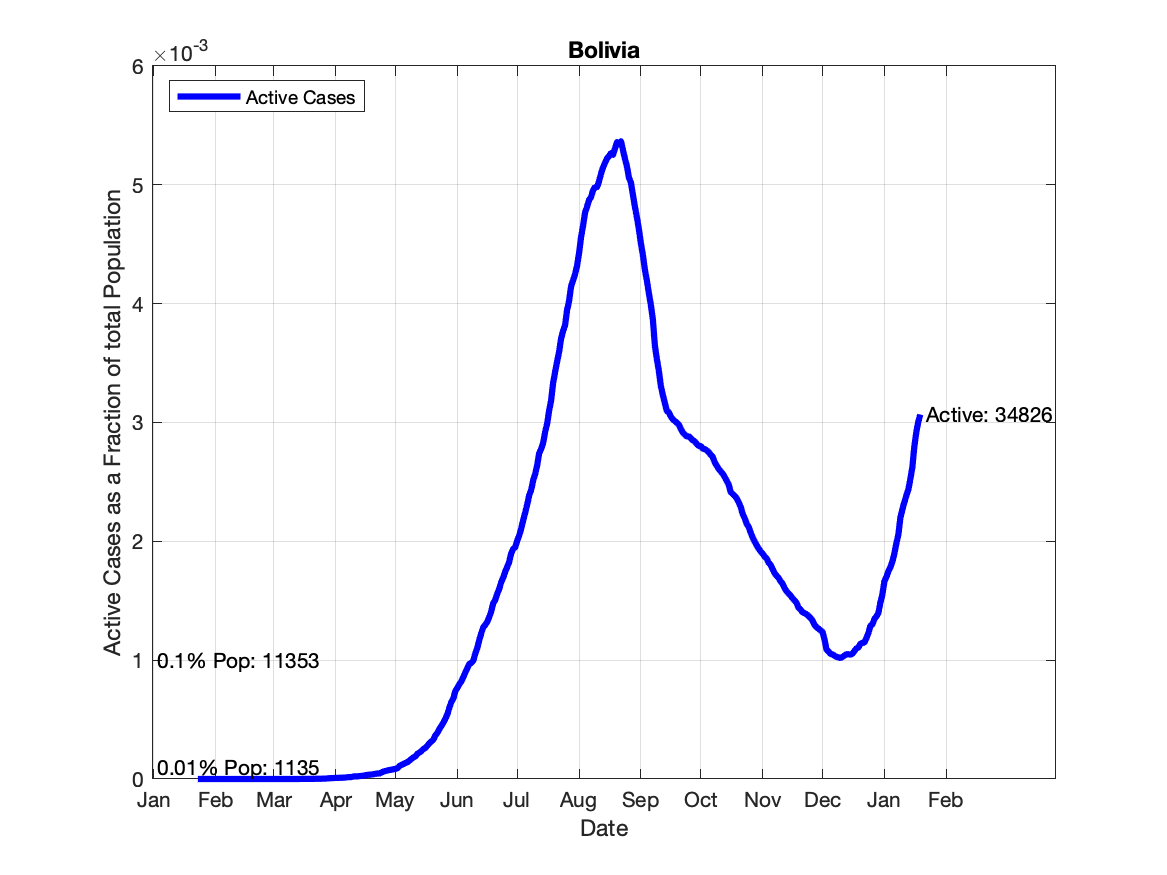 Bolivia
×10-3
6
5
4
3
2
1
0
Active Cases
Active Cases as a Fraction of total Population
Active: 34826
0.1% Pop: 11353
0.01% Pop: 1135
Jan Feb Mar Apr May Jun Jul Aug Sep Oct Nov Dec Jan Feb
Date